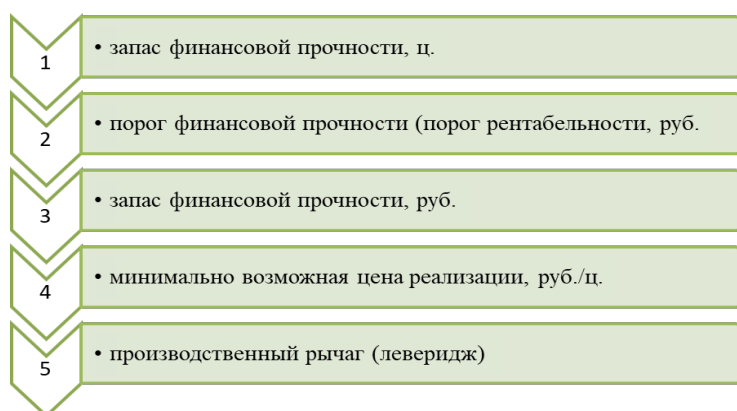 1
• запас финансовой прочности, ц.
2
• порог финансовой прочности (порог рентабельности, руб.
3
• запас финансовой прочности, руб.
4
• минимально возможная цена реализации, руб./ц.
5
• производственный рычаг (леверидж)